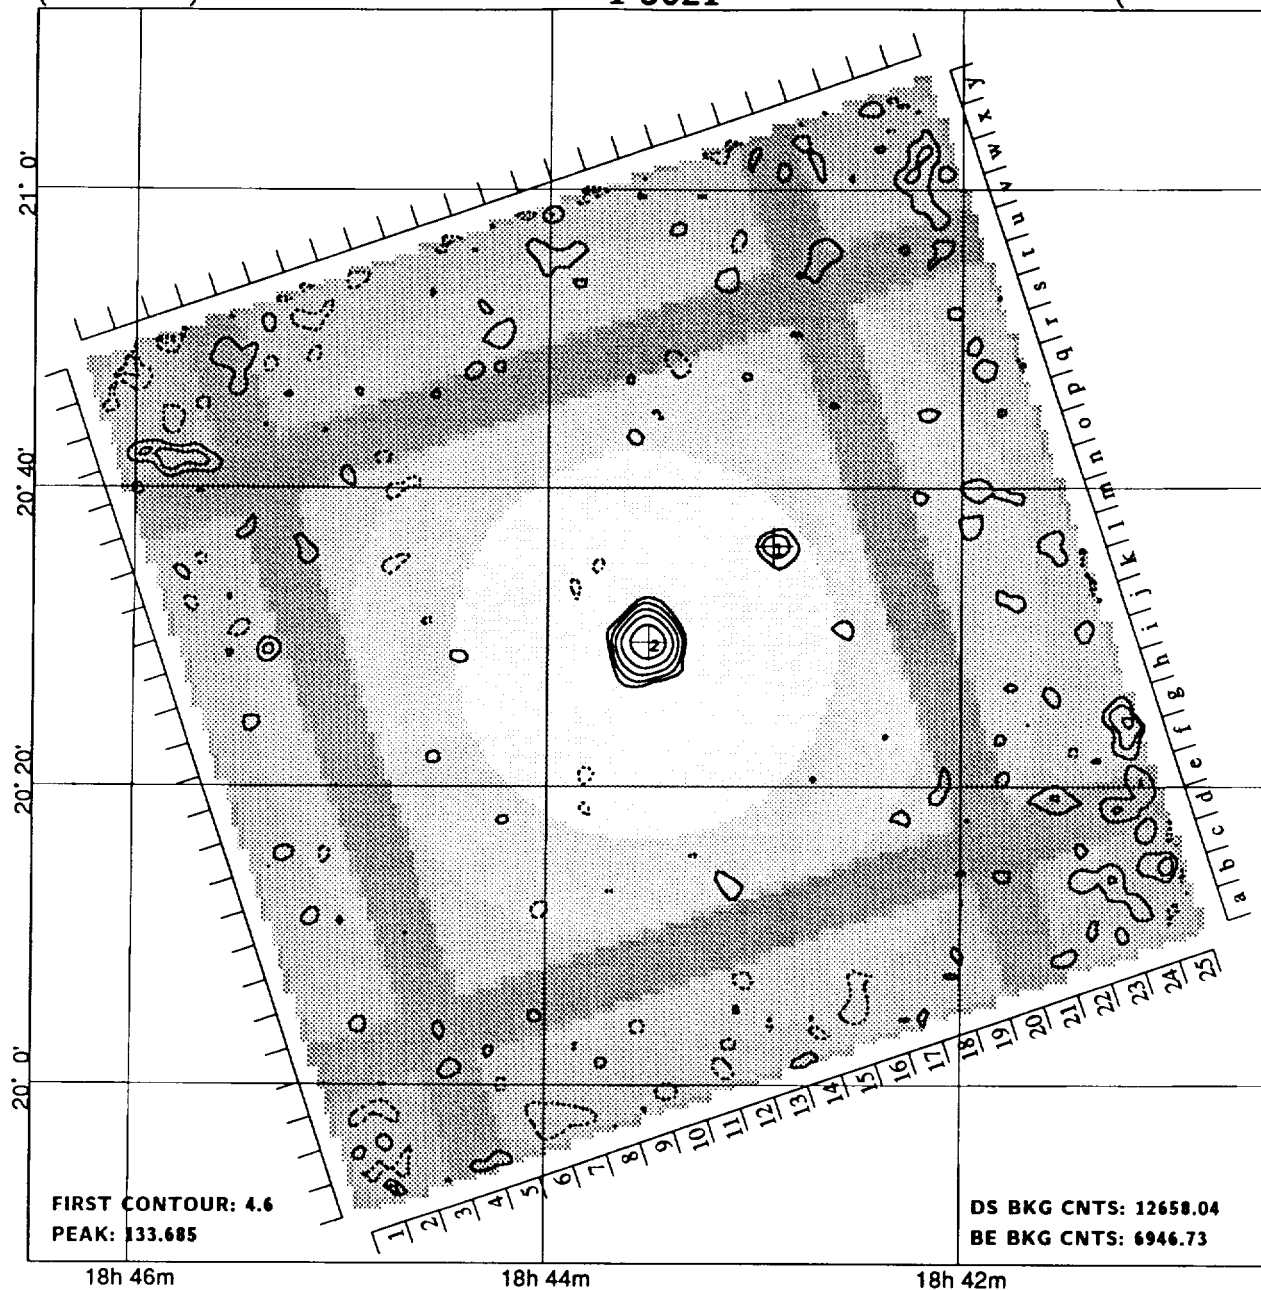 21° 0'
20° 40'
20° 20'
20° 0'
a b c d e f g h i j k l m n o p q r s t u v w x y
2
1 2 3 4 5 6 7 8 9 10 11 12 13 14 15 16 17 18 19 20 21 22 23 24 25
FIRST CONTOUR: 4.6
PEAK: 133.685
DS BKG CNTS: 12658.04
BE BKG CNTS: 6946.73
18h 46m
18h 44m
18h 42m